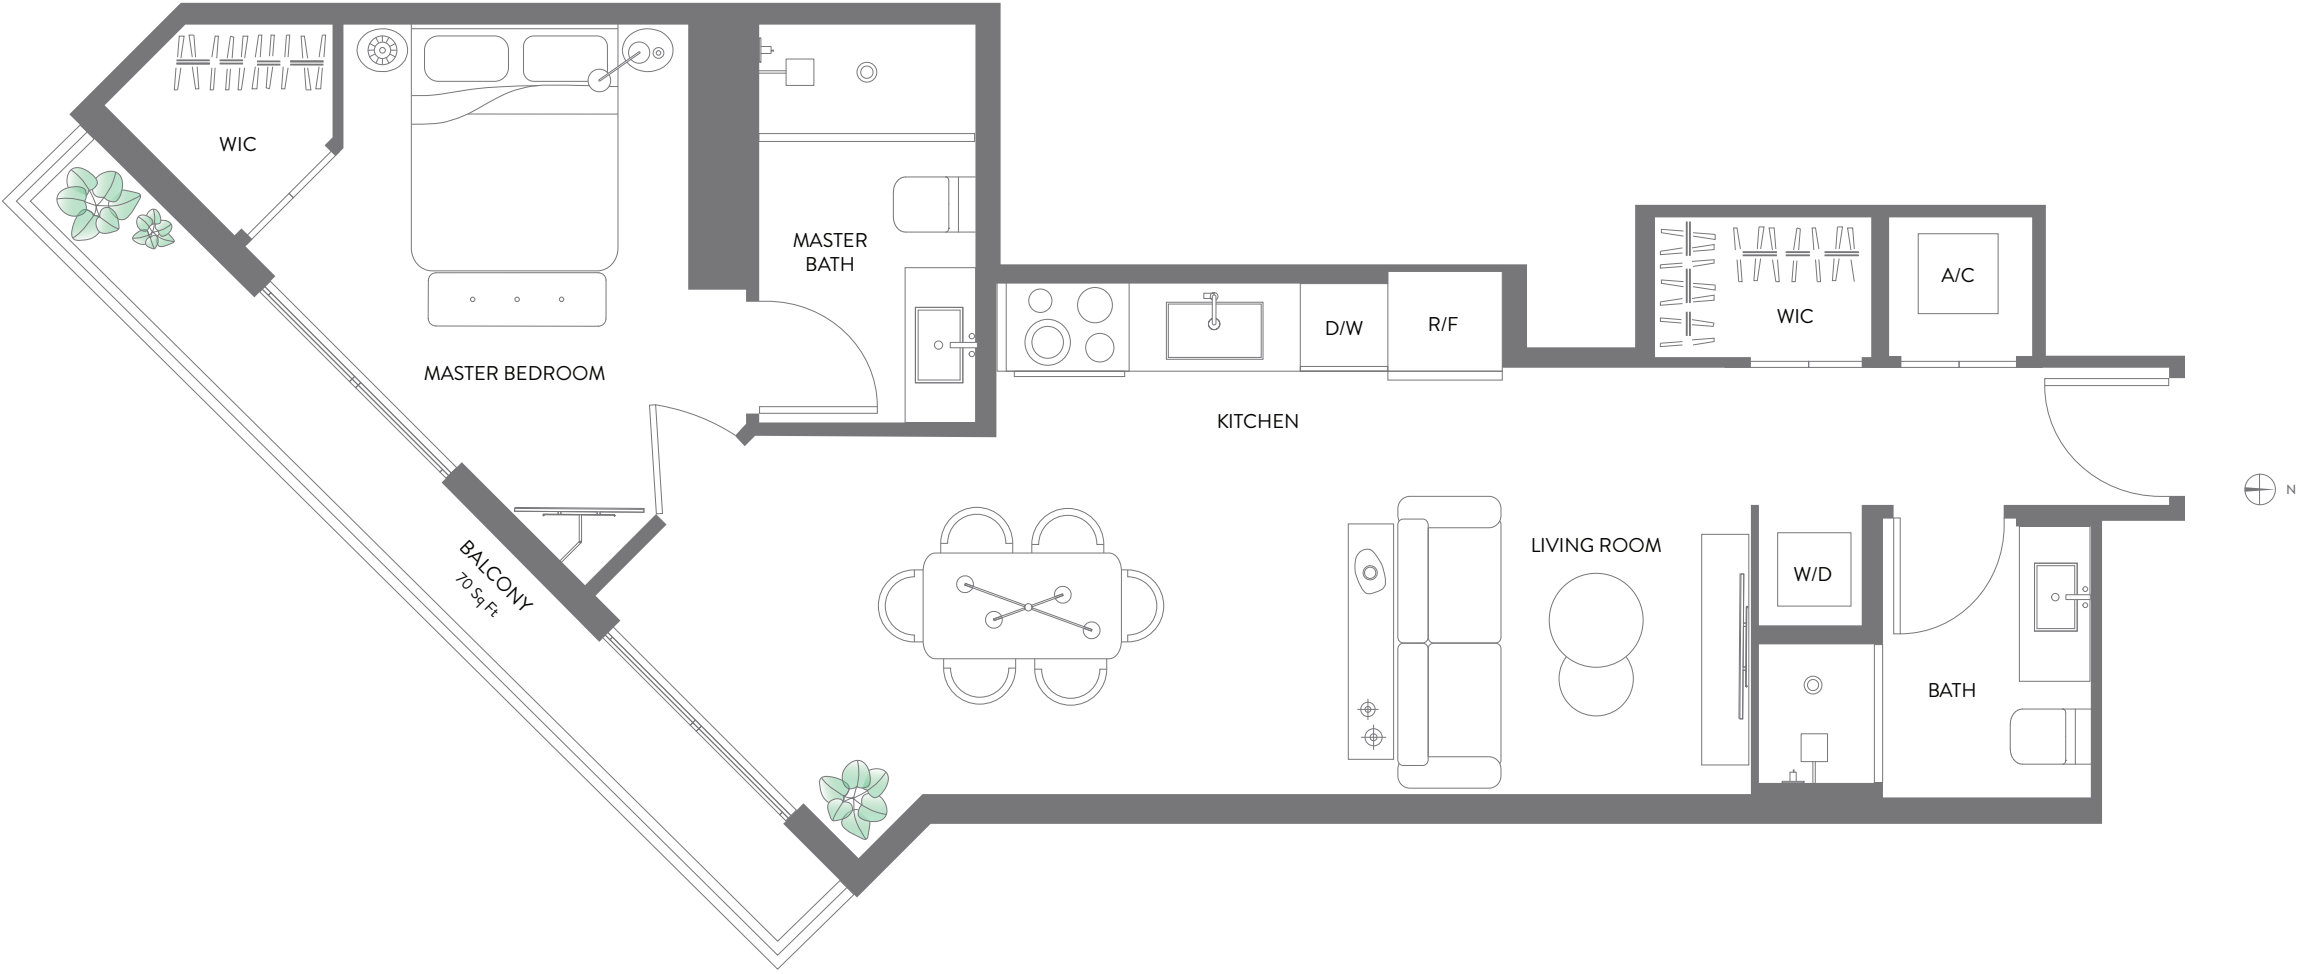 WIC
MASTER
BATH
MASTER BEDROOM
D/W
R/F
WIC
A/C
KITCHEN
N
LIVING ROOM
W/D
BALCONY
70 Sq Ft
BATH